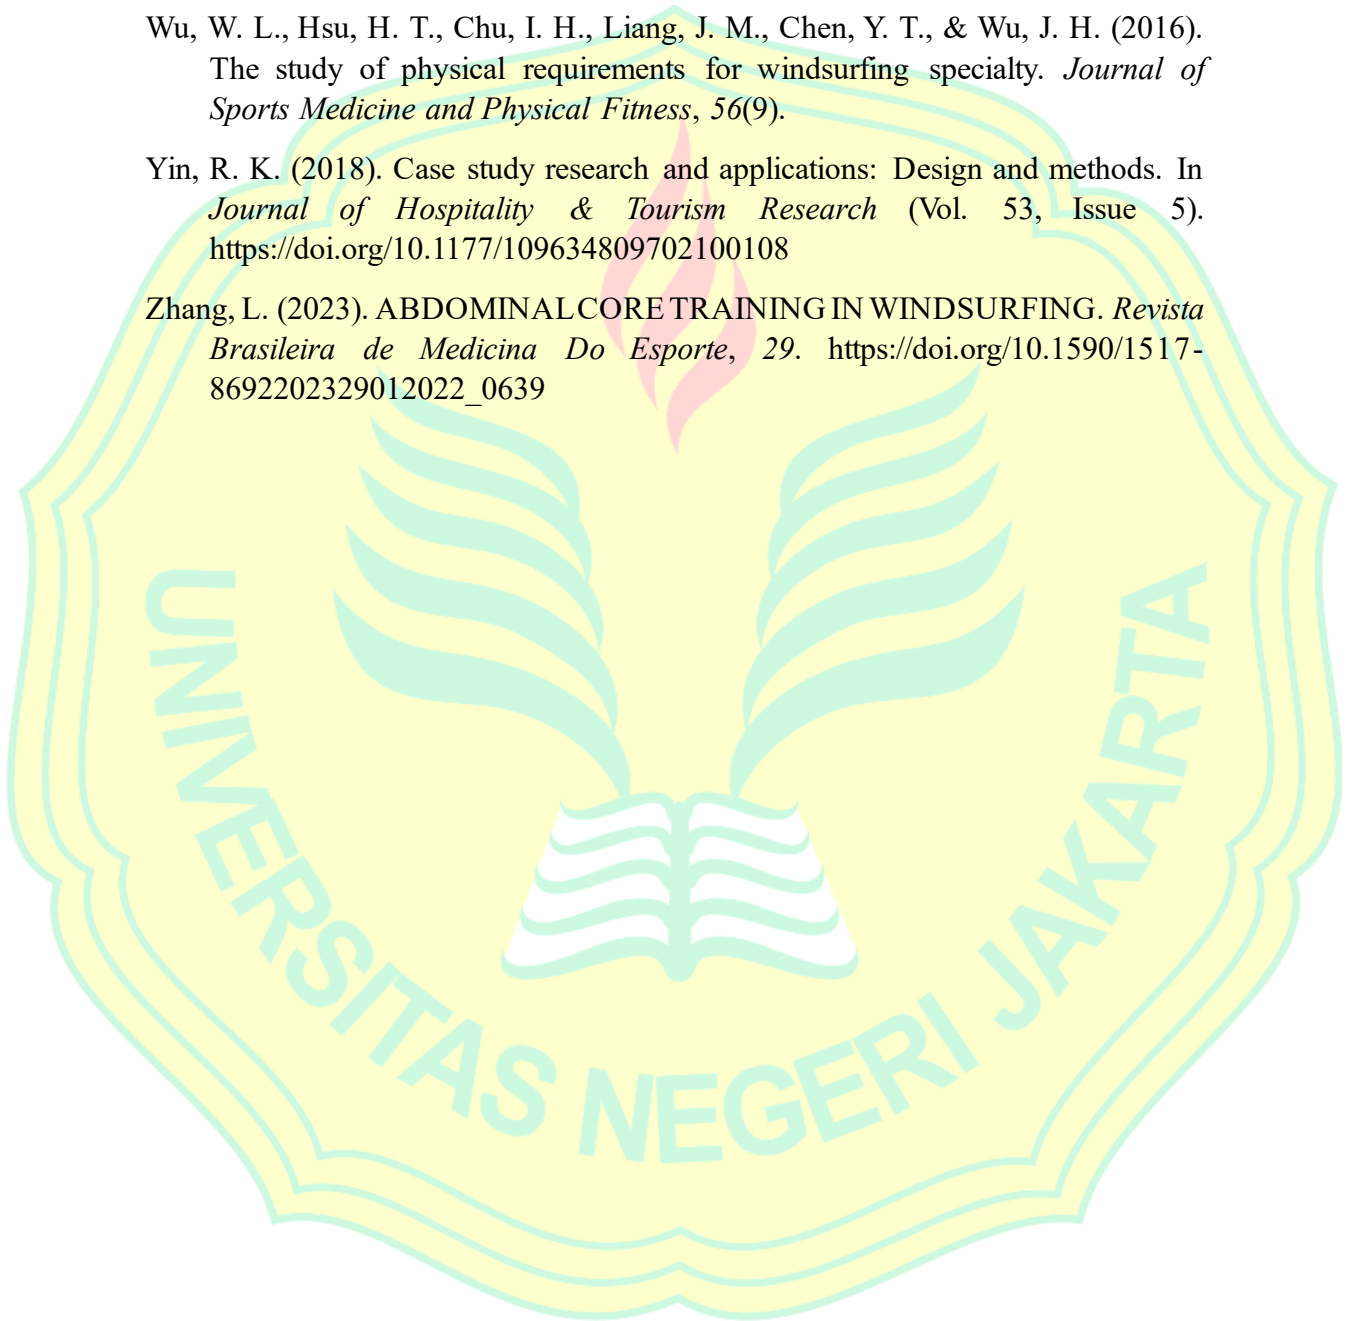 Wu, W. L., Hsu, H. T., Chu, I. H., Liang, J. M., Chen, Y. T., & Wu, J. H. (2016).
The study of physical requirements for windsurfing specialty. Journal of
Sports Medicine and Physical Fitness, 56(9).
Yin, R. K. (2018). Case study research and applications: Design and methods. In
Journal of Hospitality & Tourism Research (Vol. 53, Issue 5).
https://doi.org/10.1177/109634809702100108
Zhang, L. (2023). ABDOMINAL CORE TRAINING IN WINDSURFING. Revista
Brasileira de Medicina Do Esporte, 29. https://doi.org/10.1590/1517-
8692202329012022_0639
UNIVERSITAS NEGERI JAKARTA